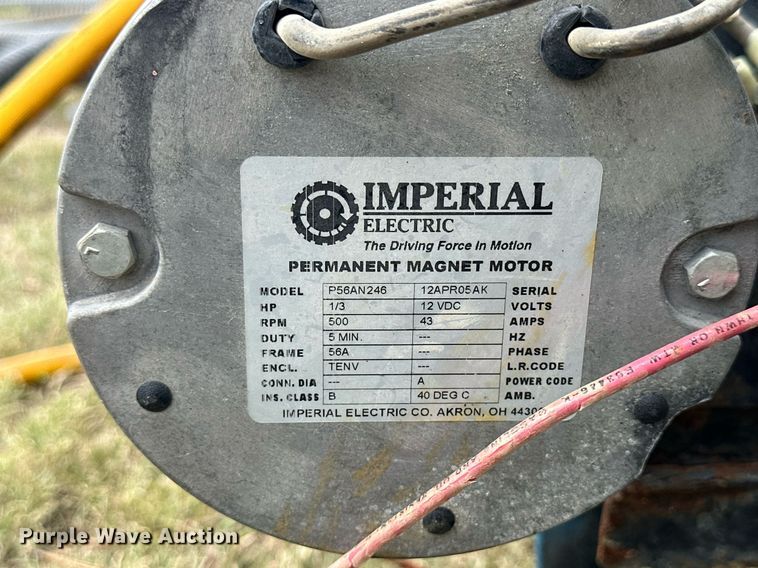 IMPERIAL
ELECTRIC
The Driving Force In Motion
PERMANENT MAGNET MOTOR
MODEL P56AN246 12APR05AK SERIAL
HP 1/3 12 VDC VOLTS
RPM 500 43 AMPS
DUTY 5 MIN. --- HZ
FRAME 56A --- PHASE
ENCL. TENV --- L.R.CODE
CONN. DIA --- A POWER CODE
INS. CLASS B 40 DEG C AMB.
IMPERIAL ELECTRIC CO. AKRON, OH
Purple Wave Auction